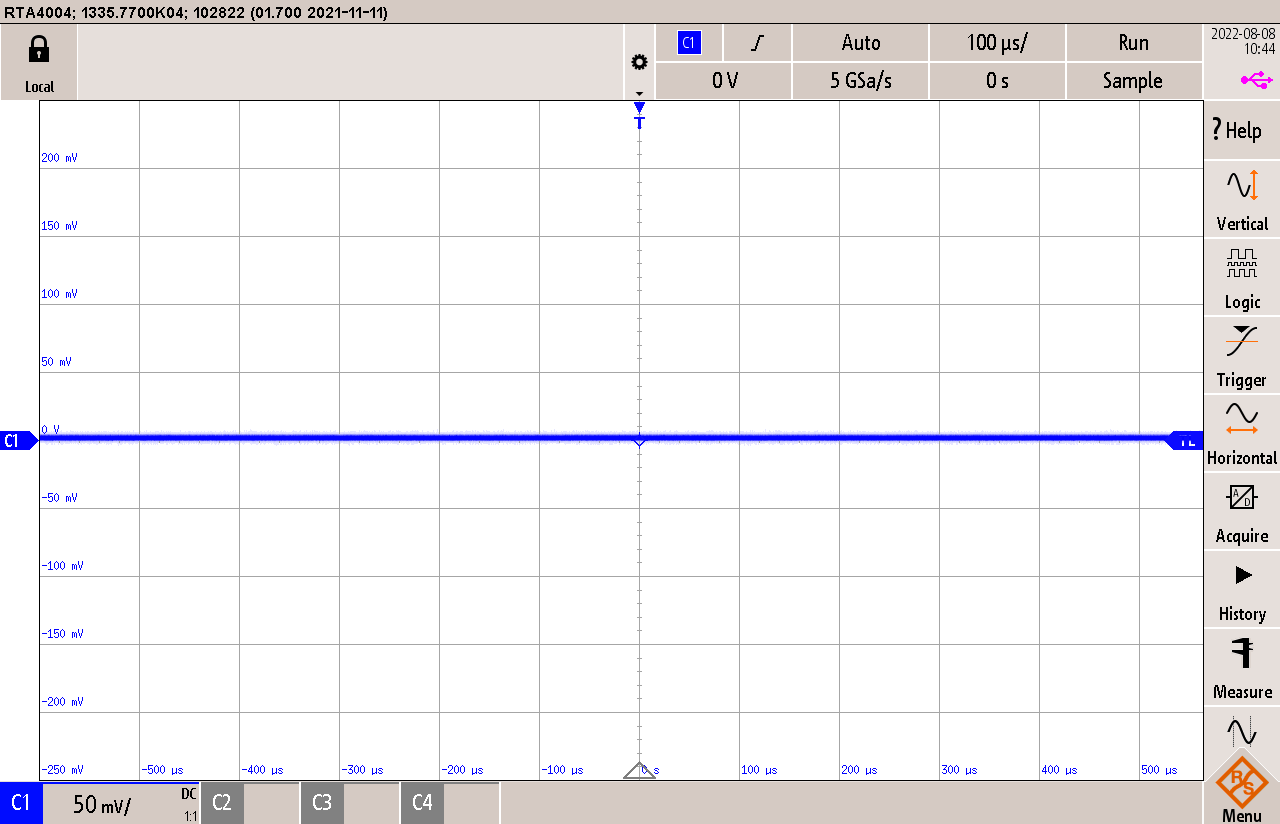 RTA4004; 1335.7700K04; 102822 (01.700 2021-11-11)
Local
C1 Auto 100 µs/ Run
0 V 5 GSa/s 0 s Sample
2022-08-08
10:44
T
? Help
Vertical
Logic
Trigger
Horizontal
A
D
Acquire
History
Measure
R
S
Menu
200 mV
150 mV
100 mV
50 mV
0 V
C1
TL
-50 mV
-100 mV
-150 mV
-200 mV
-250 mV
-500 µs -400 µs -300 µs -200 µs -100 µs 0 s 100 µs 200 µs 300 µs 400 µs 500 µs
C1 50 mV/ DC
1:1
C2 C3 C4